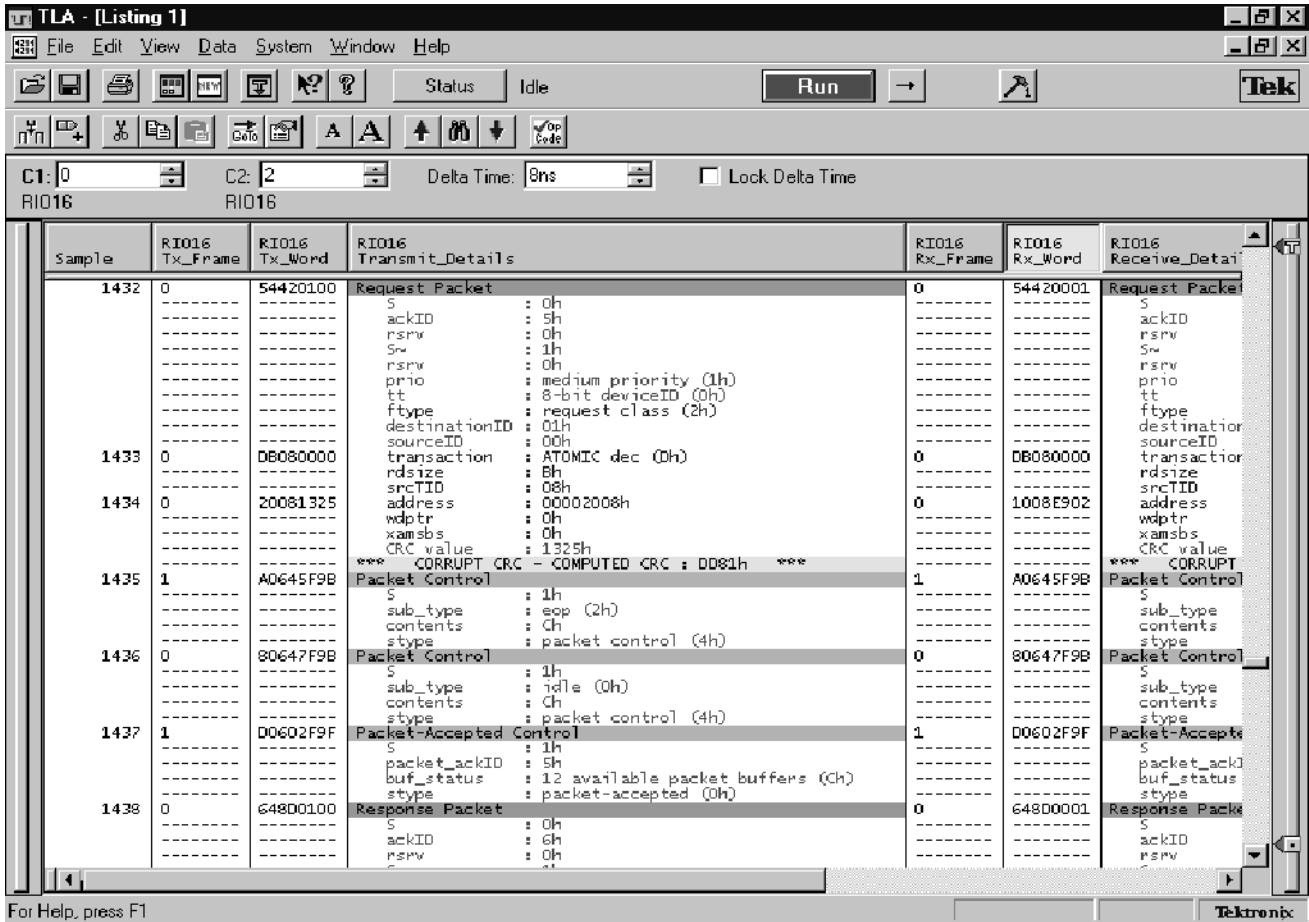 TLA - [Listing 1]
File Edit View Data System Window Help
NEW Status Idle Run Tek
GoTo A A Op Code
C1: 0 C2: 2 Delta Time: 8ns Lock Delta Time
RIO16 RIO16
RIO16 RIO16 RIO16 RIO16 RIO16 RIO16
Sample Tx_Frame Tx_Word Transmit_Details Rx_Frame Rx_Word Receive_Detai
1432 0 54420100 Request Packet 0 54420001 Request Packet
-------- -------- S : 0h -------- -------- S
-------- -------- ackID : 5h -------- -------- ackID
-------- -------- rsrv : 0h -------- -------- rsrv
-------- -------- S~ : 1h -------- -------- S~
-------- -------- rsrv : 0h -------- -------- rsrv
-------- -------- prio : medium priority (1h) -------- -------- prio
-------- -------- tt : 8-bit deviceID (0h) -------- -------- tt
-------- -------- ftype : request class (2h) -------- -------- ftype
-------- -------- destinationID : 01h -------- -------- destination
-------- -------- sourceID : 00h -------- -------- sourceID
1433 0 DB080000 transaction : ATOMIC dec (Dh) 0 DB080000 transaction
-------- -------- rdsize : Bh -------- -------- rdsize
-------- -------- srcTID : 08h -------- -------- srcTID
1434 0 20081325 address : 00002008h 0 1008E902 address
-------- -------- wdptr : 0h -------- -------- wdptr
-------- -------- xamsbs : 0h -------- -------- xamsbs
-------- -------- CRC value : 1325h -------- -------- CRC value
-------- -------- *** CORRUPT CRC - COMPUTED CRC : DD81h *** -------- -------- *** CORRUPT
1435 1 A0645F9B Packet Control 1 A0645F9B Packet Control
-------- -------- S : 1h -------- -------- S
-------- -------- sub_type : eop (2h) -------- -------- sub_type
-------- -------- contents : Ch -------- -------- contents
-------- -------- stype : packet control (4h) -------- -------- stype
1436 0 80647F9B Packet Control 0 80647F9B Packet Control
-------- -------- S : 1h -------- -------- S
-------- -------- sub_type : idle (0h) -------- -------- sub_type
-------- -------- contents : Ch -------- -------- contents
-------- -------- stype : packet control (4h) -------- -------- stype
1437 1 D0602F9F Packet-Accepted Control 1 D0602F9F Packet-Accepte
-------- -------- S : 1h -------- -------- S
-------- -------- packet_ackID : 5h -------- -------- packet_ackI
-------- -------- buf_status : 12 available packet buffers (Ch) -------- -------- buf_status
-------- -------- stype : packet-accepted (0h) -------- -------- stype
1438 0 648D0100 Response Packet 0 648D0001 Response Packe
-------- -------- S : 0h -------- -------- S
-------- -------- ackID : 6h -------- -------- ackID
-------- -------- rsrv : 0h -------- -------- rsrv
For Help, press F1 Tektronix